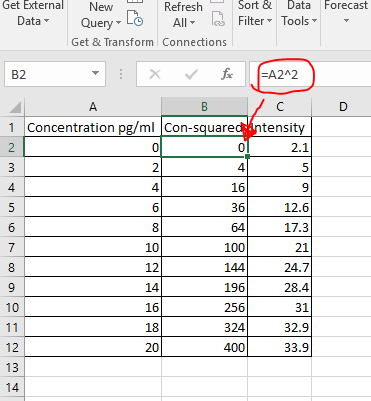 Get External New Refresh Sort & Data Forecast
Data Query All Filter Tools
Get & Transform Connections
B2 fx =A2^2
A B C D
1 Concentration pg/ml Con-squared Intensity
2 0 0 2.1
3 2 4 5
4 4 16 9
5 6 36 12.6
6 8 64 17.3
7 10 100 21
8 12 144 24.7
9 14 196 28.4
10 16 256 31
11 18 324 32.9
12 20 400 33.9
13
14